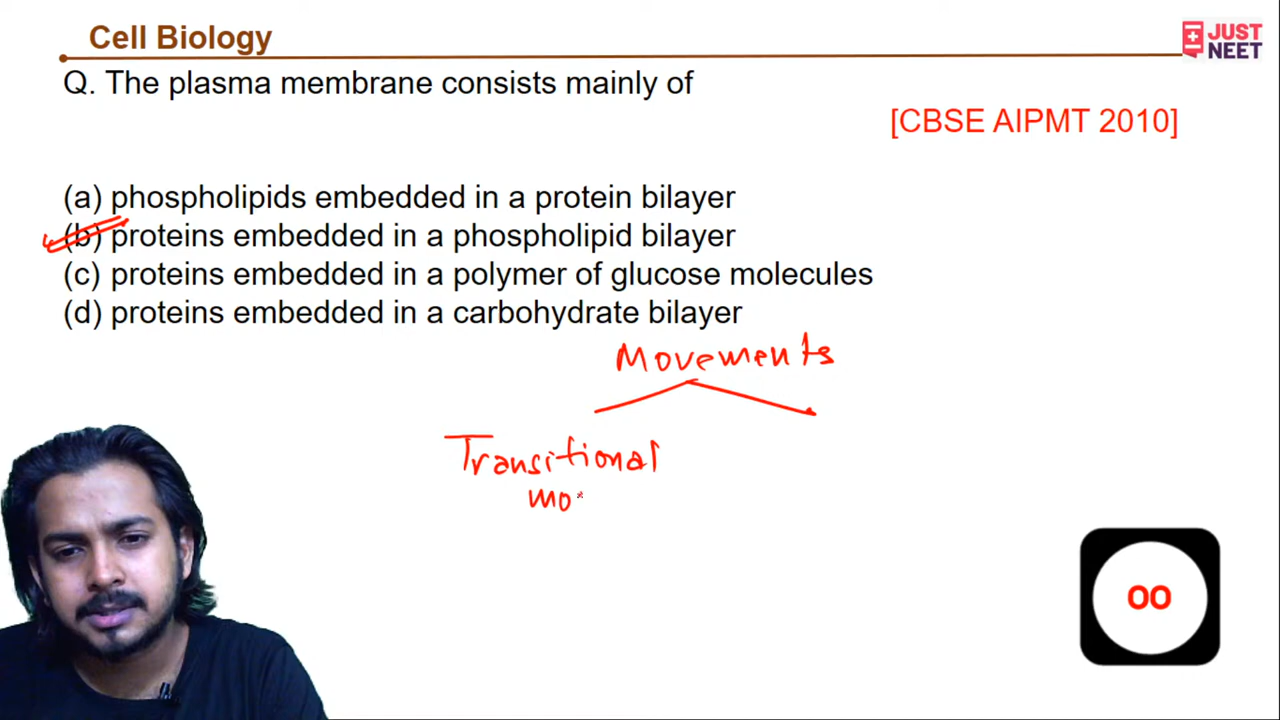 Cell Biology
JUST
NEET
Q. The plasma membrane consists mainly of
[CBSE AIPMT 2010]
(a) phospholipids embedded in a protein bilayer
(b) proteins embedded in a phospholipid bilayer
(c) proteins embedded in a polymer of glucose molecules
(d) proteins embedded in a carbohydrate bilayer
Movements
Transitional
mo
00